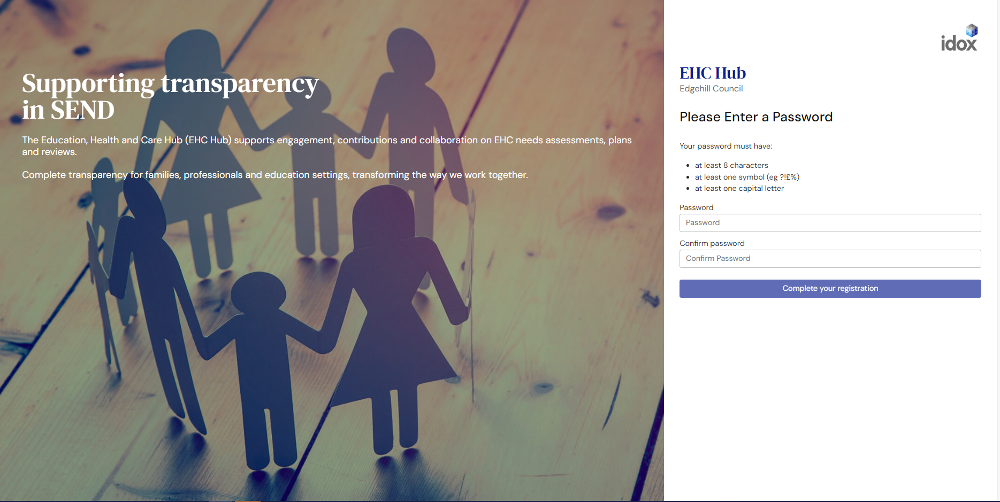 Supporting transparency
in SEND
The Education, Health and Care Hub (EHC Hub) supports engagement, contributions and collaboration on EHC needs assessments, plans
and reviews.
Complete transparency for families, professionals and education settings, transforming the way we work together.
idox
EHC Hub
Edgehill Council
Please Enter a Password
Your password must have:
• at least 8 characters
• at least one symbol (eg ?!£%)
• at least one capital letter
Password
Password
Confirm password
Confirm Password
Complete your registration